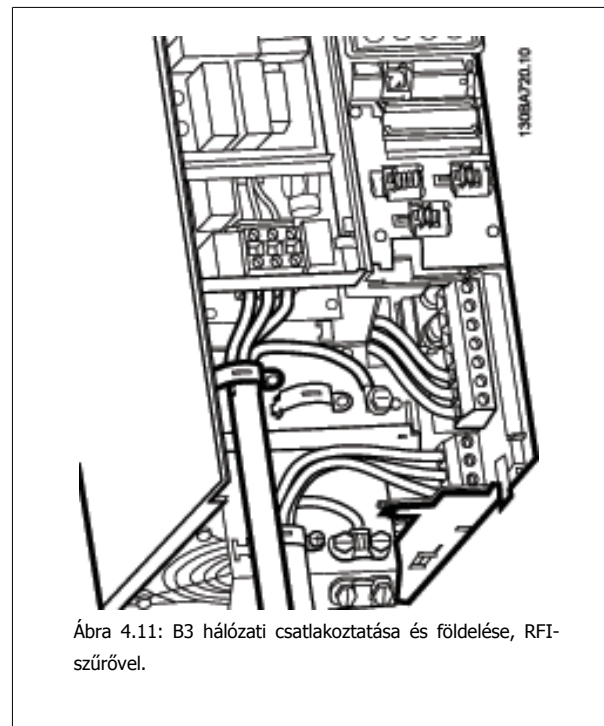 130BA720.10
Ábra 4.11: B3 hálózati csatlakoztatása és földelése, RFI-
szűrővel.